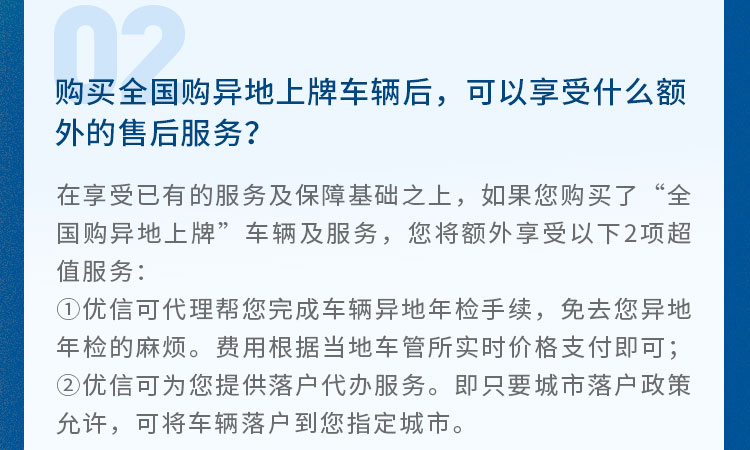 02
购买全国购异地上牌车辆后，可以享受什么额
外的售后服务？
在享受已有的服务及保障基础之上，如果您购买了“全
国购异地上牌”车辆及服务，您将额外享受以下2项超
值服务：
①优信可代理帮您完成车辆异地年检手续，免去您异地
年检的麻烦。费用根据当地车管所实时价格支付即可；
②优信可为您提供落户代办服务。即只要城市落户政策
允许，可将车辆落户到您指定城市。